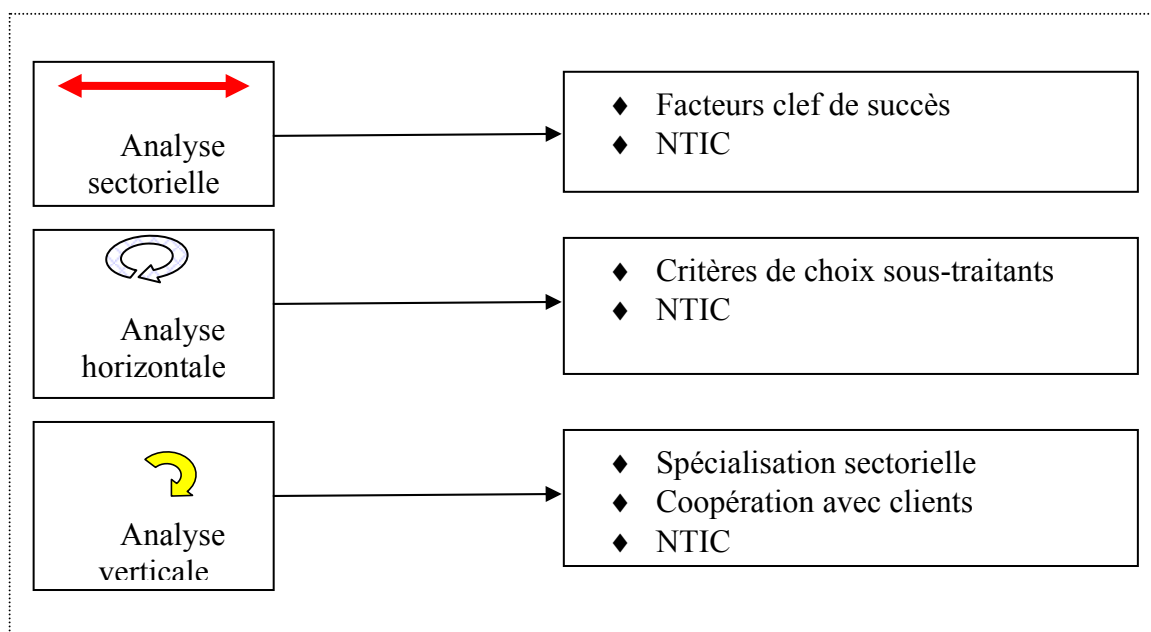 Analyse
sectorielle
♦ Facteurs clef de succès
♦ NTIC
Analyse
horizontale
♦ Critères de choix sous-traitants
♦ NTIC
Analyse
verticale
♦ Spécialisation sectorielle
♦ Coopération avec clients
♦ NTIC